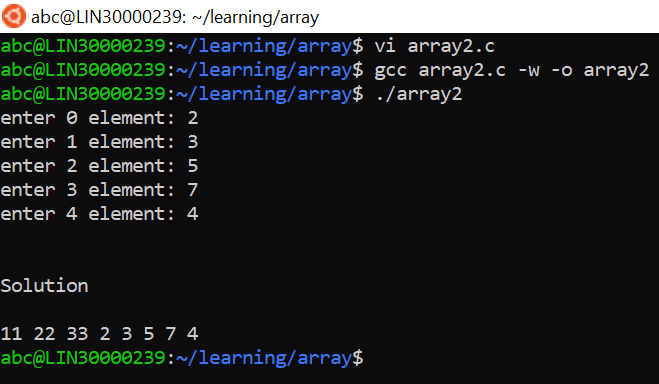 abc@LIN30000239: ~/learning/array
abc@LIN30000239:~/learning/array$ vi array2.c
abc@LIN30000239:~/learning/array$ gcc array2.c -w -o array2
abc@LIN30000239:~/learning/array$ ./array2
enter 0 element: 2
enter 1 element: 3
enter 2 element: 5
enter 3 element: 7
enter 4 element: 4
Solution
11 22 33 2 3 5 7 4
abc@LIN30000239:~/learning/array$